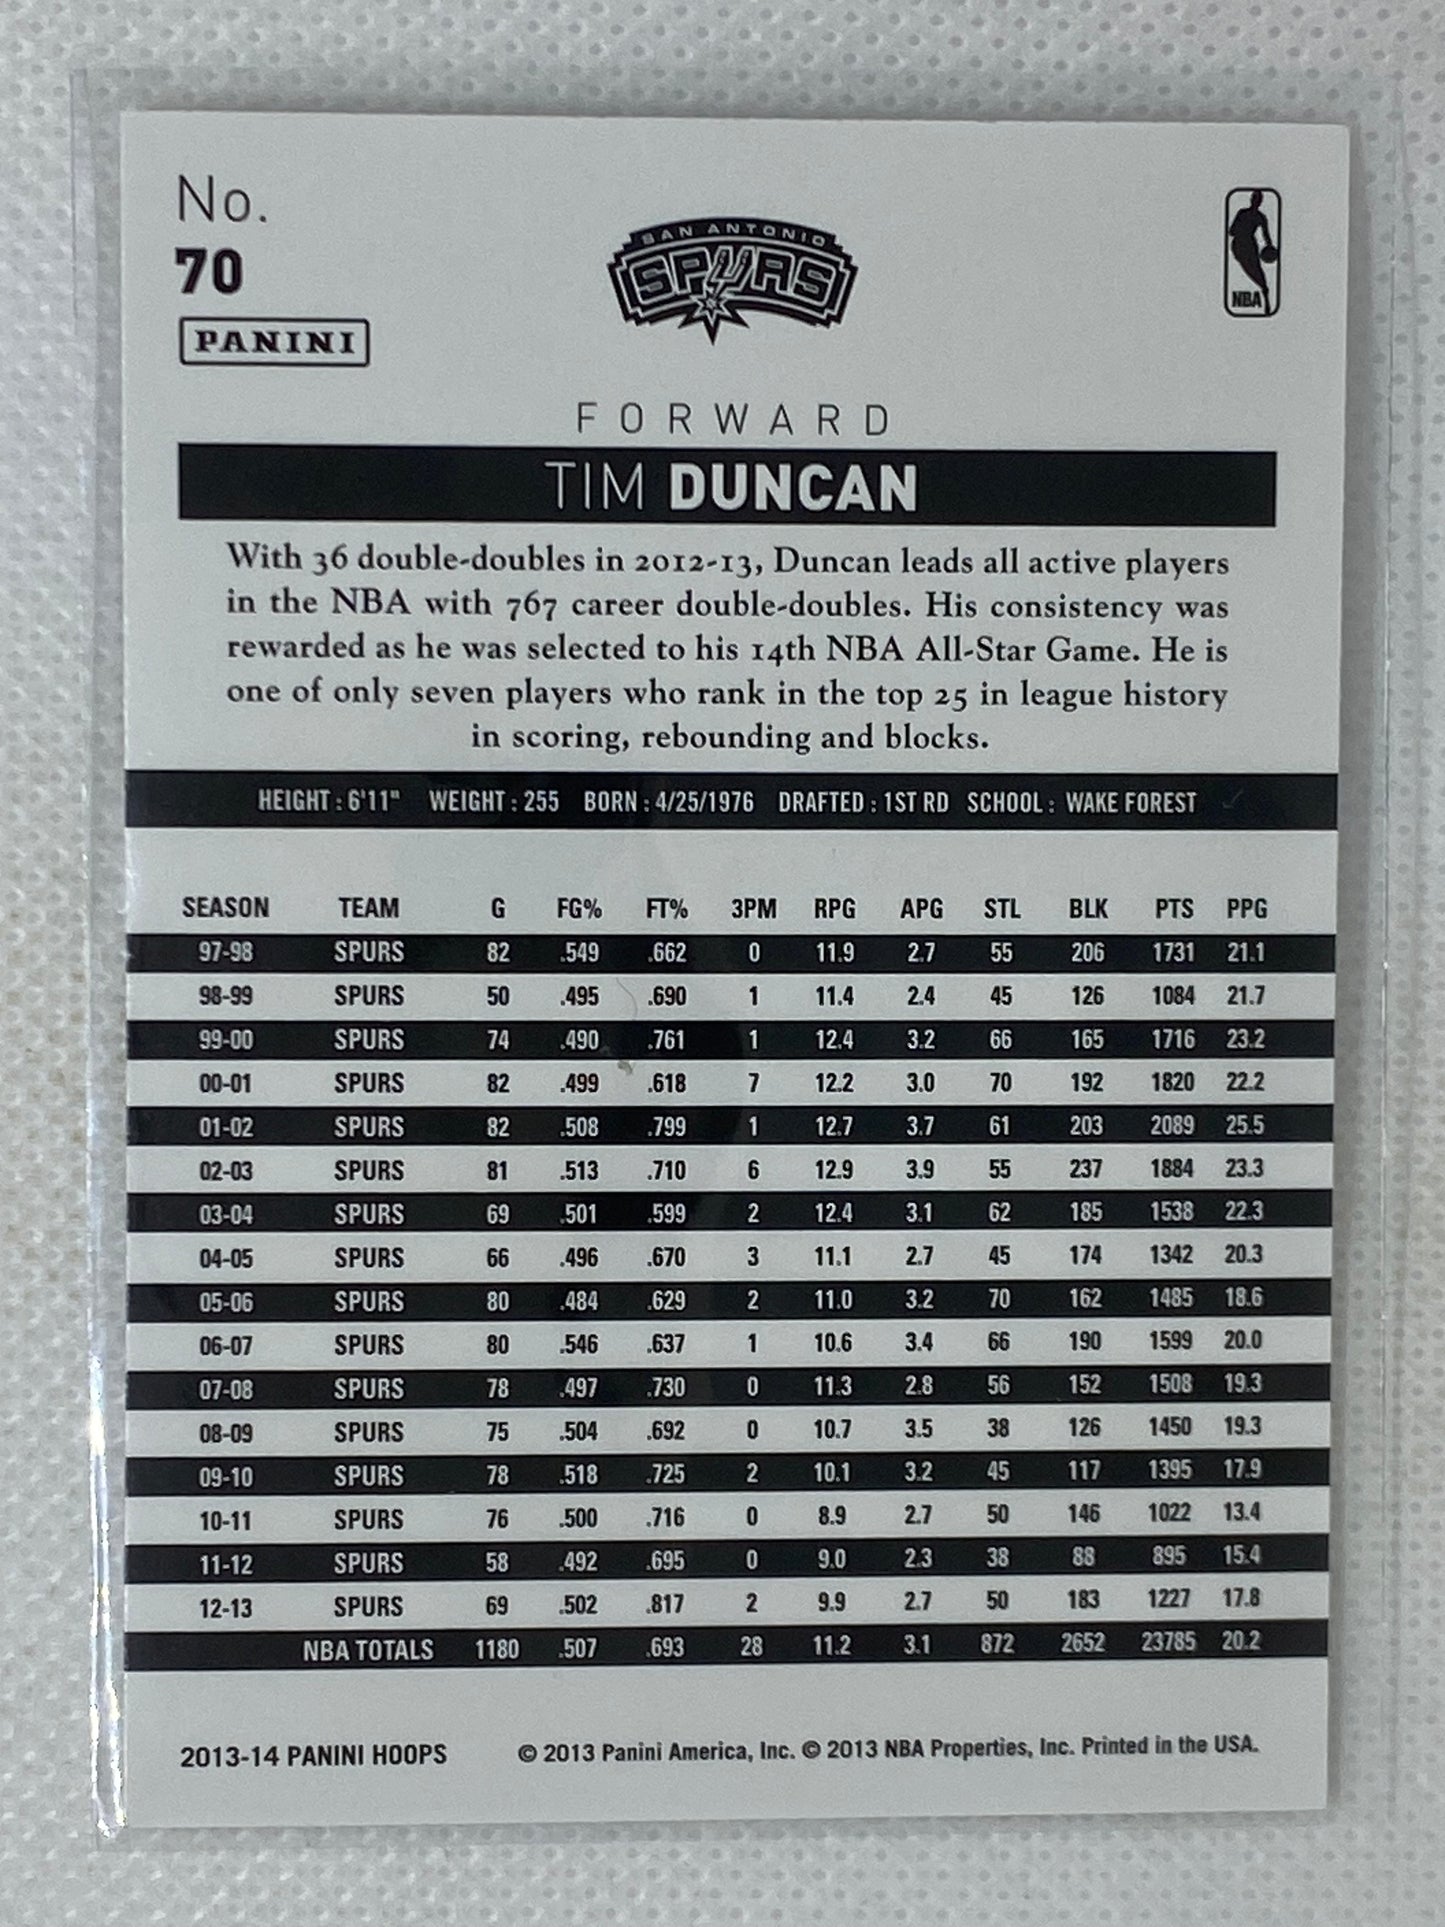 No.
70
PANINI
SAN ANTONIO
SPURS
NBA
FORWARD
TIM DUNCAN
With 36 double-doubles in 2012-13, Duncan leads all active players
in the NBA with 767 career double-doubles. His consistency was
rewarded as he was selected to his 14th NBA All-Star Game. He is
one of only seven players who rank in the top 25 in league history
in scoring, rebounding and blocks.
HEIGHT : 6'11" WEIGHT : 255 BORN : 4/25/1976 DRAFTED : 1ST RD SCHOOL : WAKE FOREST
SEASON TEAM G FG% FT% 3PM RPG APG STL BLK PTS PPG
97-98 SPURS 82 .549 .662 0 11.9 2.7 55 206 1731 21.1
98-99 SPURS 50 .495 .690 1 11.4 2.4 45 126 1084 21.7
99-00 SPURS 74 .490 .761 1 12.4 3.2 66 165 1716 23.2
00-01 SPURS 82 .499 .618 7 12.2 3.0 70 192 1820 22.2
01-02 SPURS 82 .508 .799 1 12.7 3.7 61 203 2089 25.5
02-03 SPURS 81 .513 .710 6 12.9 3.9 55 237 1884 23.3
03-04 SPURS 69 .501 .599 2 12.4 3.1 62 185 1538 22.3
04-05 SPURS 66 .496 .670 3 11.1 2.7 45 174 1342 20.3
05-06 SPURS 80 .484 .629 2 11.0 3.2 70 162 1485 18.6
06-07 SPURS 80 .546 .637 1 10.6 3.4 66 190 1599 20.0
07-08 SPURS 78 .497 .730 0 11.3 2.8 56 152 1508 19.3
08-09 SPURS 75 .504 .692 0 10.7 3.5 38 126 1450 19.3
09-10 SPURS 78 .518 .725 2 10.1 3.2 45 117 1395 17.9
10-11 SPURS 76 .500 .716 0 8.9 2.7 50 146 1022 13.4
11-12 SPURS 58 .492 .695 0 9.0 2.3 38 88 895 15.4
12-13 SPURS 69 .502 .817 2 9.9 2.7 50 183 1227 17.8
NBA TOTALS 1180 .507 .693 28 11.2 3.1 872 2652 23785 20.2
2013-14 PANINI HOOPS © 2013 Panini America, Inc. © 2013 NBA Properties, Inc. Printed in the USA.